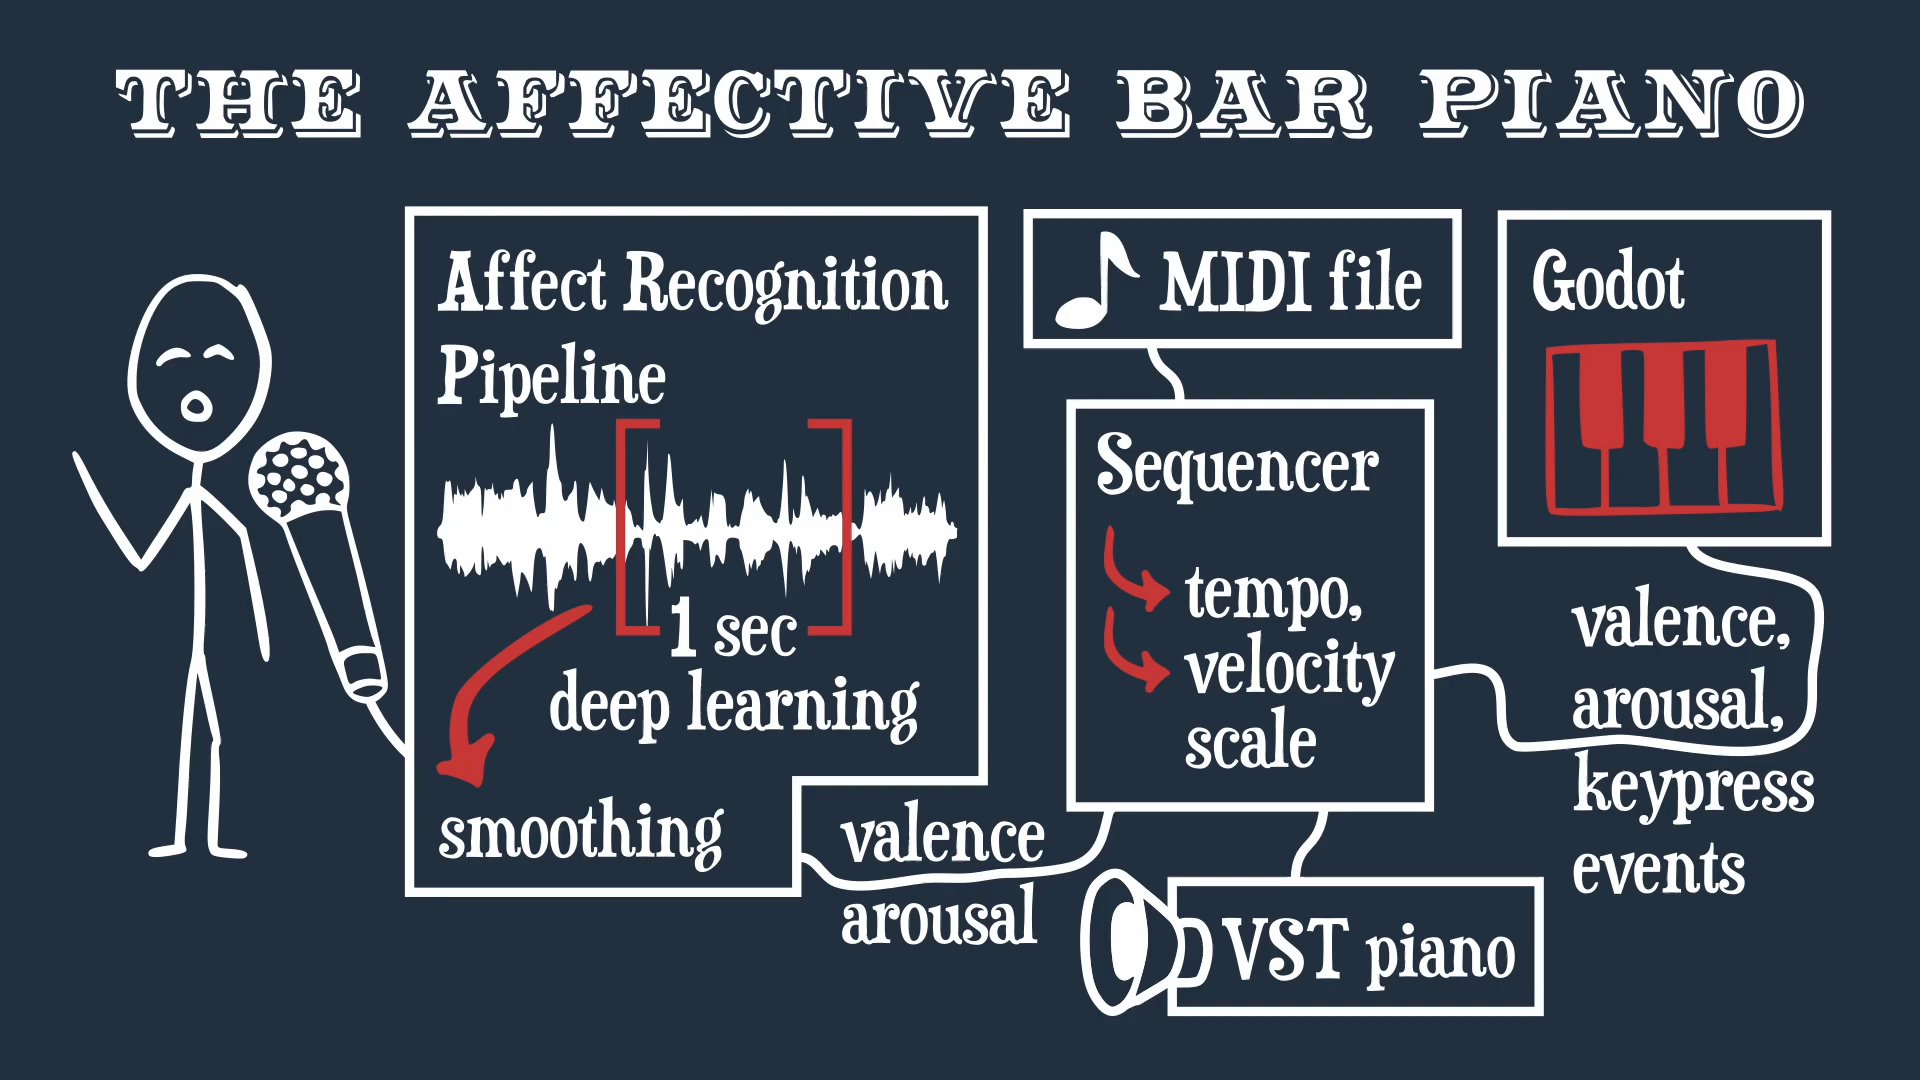 THE AFFECTIVE BAR PIANO
Affect Recognition
Pipeline
1 sec
deep learning
smoothing
valence
arousal
MIDI file
Sequencer
tempo,
velocity
scale
VST piano
Godot
valence,
arousal,
keypress
events